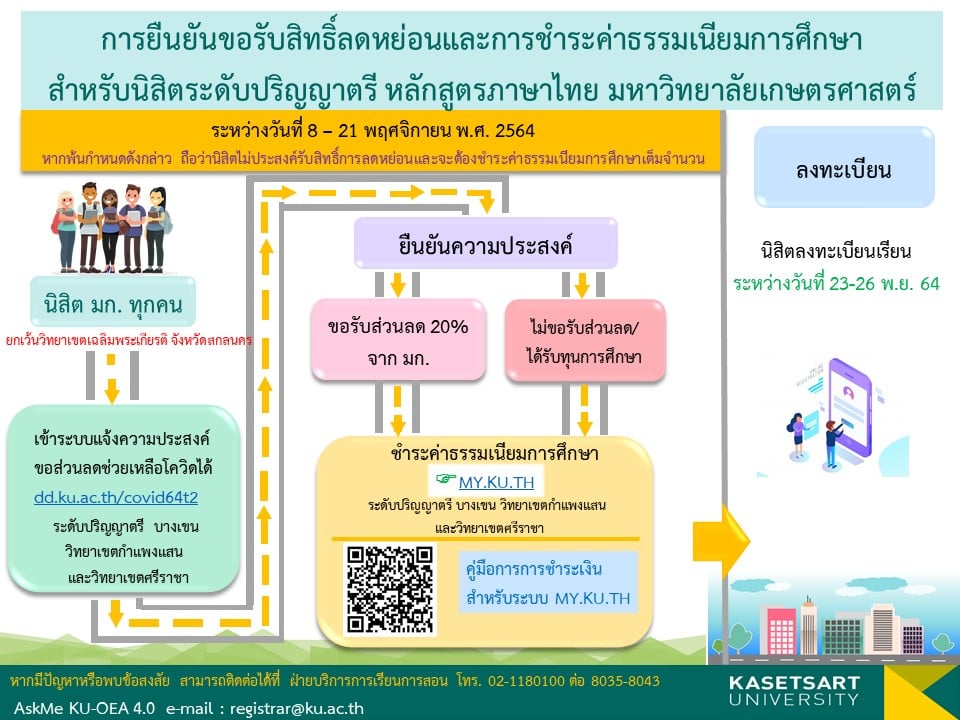 การยืนยันขอรับสิทธิ์ลดหย่อนและการชำระค่าธรรมเนียมการศึกษา
สำหรับนิสิตระดับปริญญาตรี หลักสูตรภาษาไทย มหาวิทยาลัยเกษตรศาสตร์
ระหว่างวันที่ 8 – 21 พฤศจิกายน พ.ศ. 2564
หากพ้นกำหนดดังกล่าว ถือว่านิสิตไม่ประสงค์รับสิทธิ์การลดหย่อนและจะต้องชำระค่าธรรมเนียมการศึกษาเต็มจำนวน
นิสิต มก. ทุกคน
ยกเว้นวิทยาเขตเฉลิมพระเกียรติ จังหวัดสกลนคร
เข้าระบบแจ้งความประสงค์
ขอส่วนลดช่วยเหลือโควิดได้
dd.ku.ac.th/covid64t2
ระดับปริญญาตรี บางเขน
วิทยาเขตกำแพงแสน
และวิทยาเขตศรีราชา
ยืนยันความประสงค์
ขอรับส่วนลด 20%
จาก มก.
ไม่ขอรับส่วนลด/
ได้รับทุนการศึกษา
ชำระค่าธรรมเนียมการศึกษา
MY.KU.TH
ระดับปริญญาตรี บางเขน วิทยาเขตกำแพงแสน
และวิทยาเขตศรีราชา
คู่มือการการชำระเงิน
สำหรับระบบ MY.KU.TH
ลงทะเบียน
นิสิตลงทะเบียนเรียน
ระหว่างวันที่ 23-26 พ.ย. 64
หากมีปัญหาหรือพบข้อสงสัย สามารถติดต่อได้ที่ ฝ่ายบริการการเรียนการสอน โทร. 02-1180100 ต่อ 8035-8043
AskMe KU-OEA 4.0 e-mail : registrar@ku.ac.th
KASETSART
UNIVERSITY